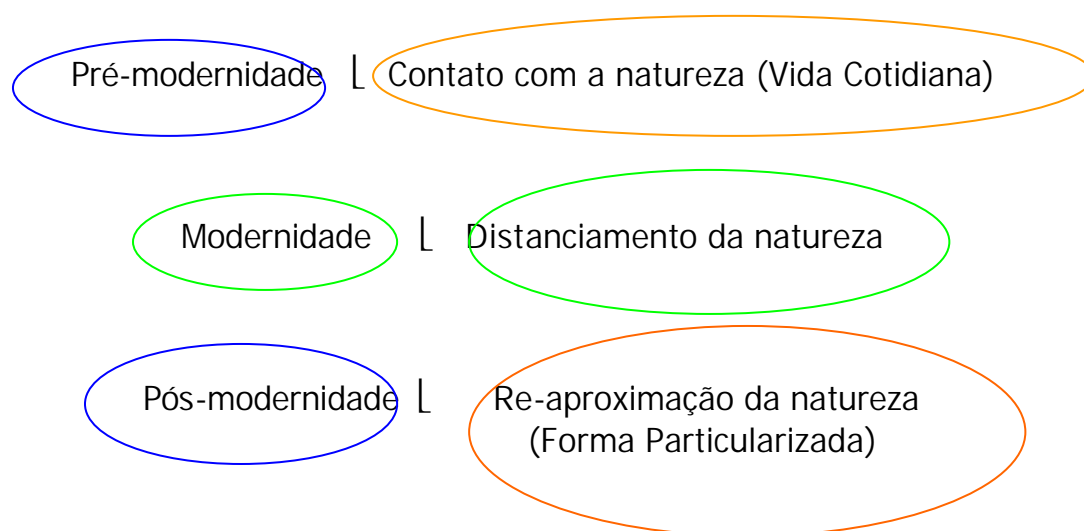 Pré-modernidade ⌊ Contato com a natureza (Vida Cotidiana)
Modernidade ⌊ Distanciamento da natureza
Pós-modernidade ⌊ Re-aproximação da natureza
(Forma Particularizada)